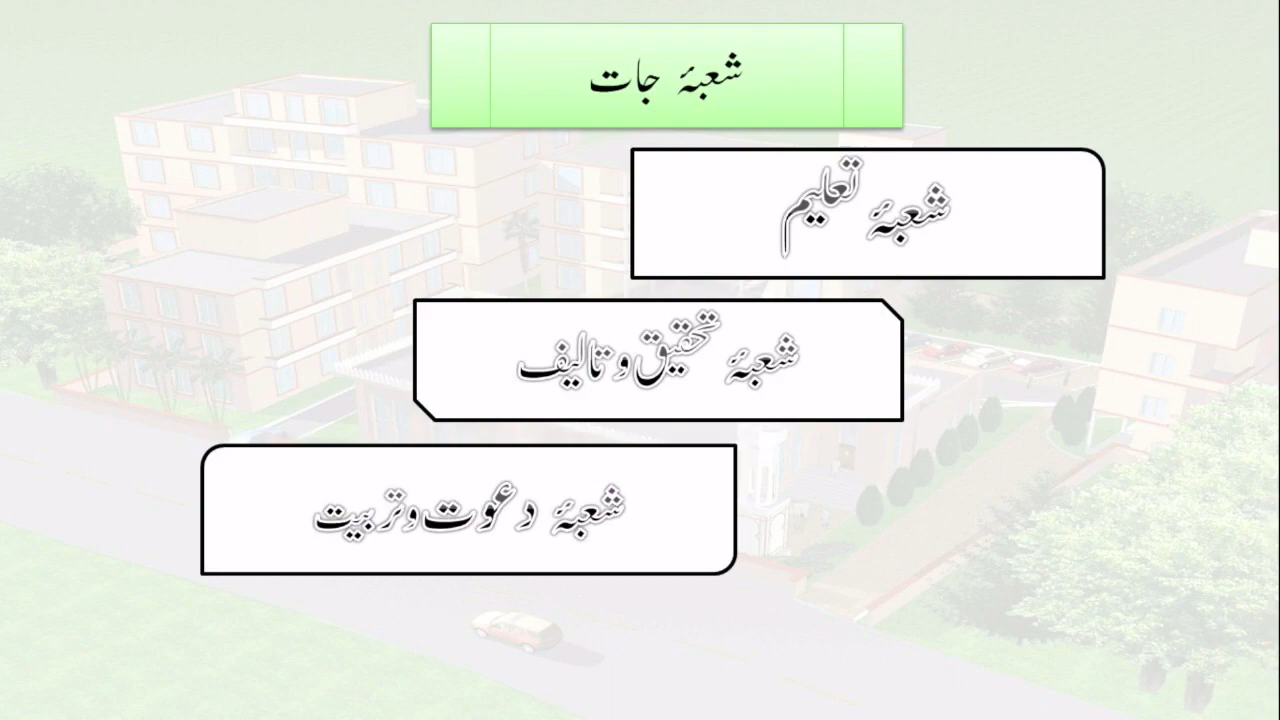 شعبۂ جات
شعبۂ تعلیم
شعبۂ تحقیق و تالیف
شعبۂ دعوت و تربیت